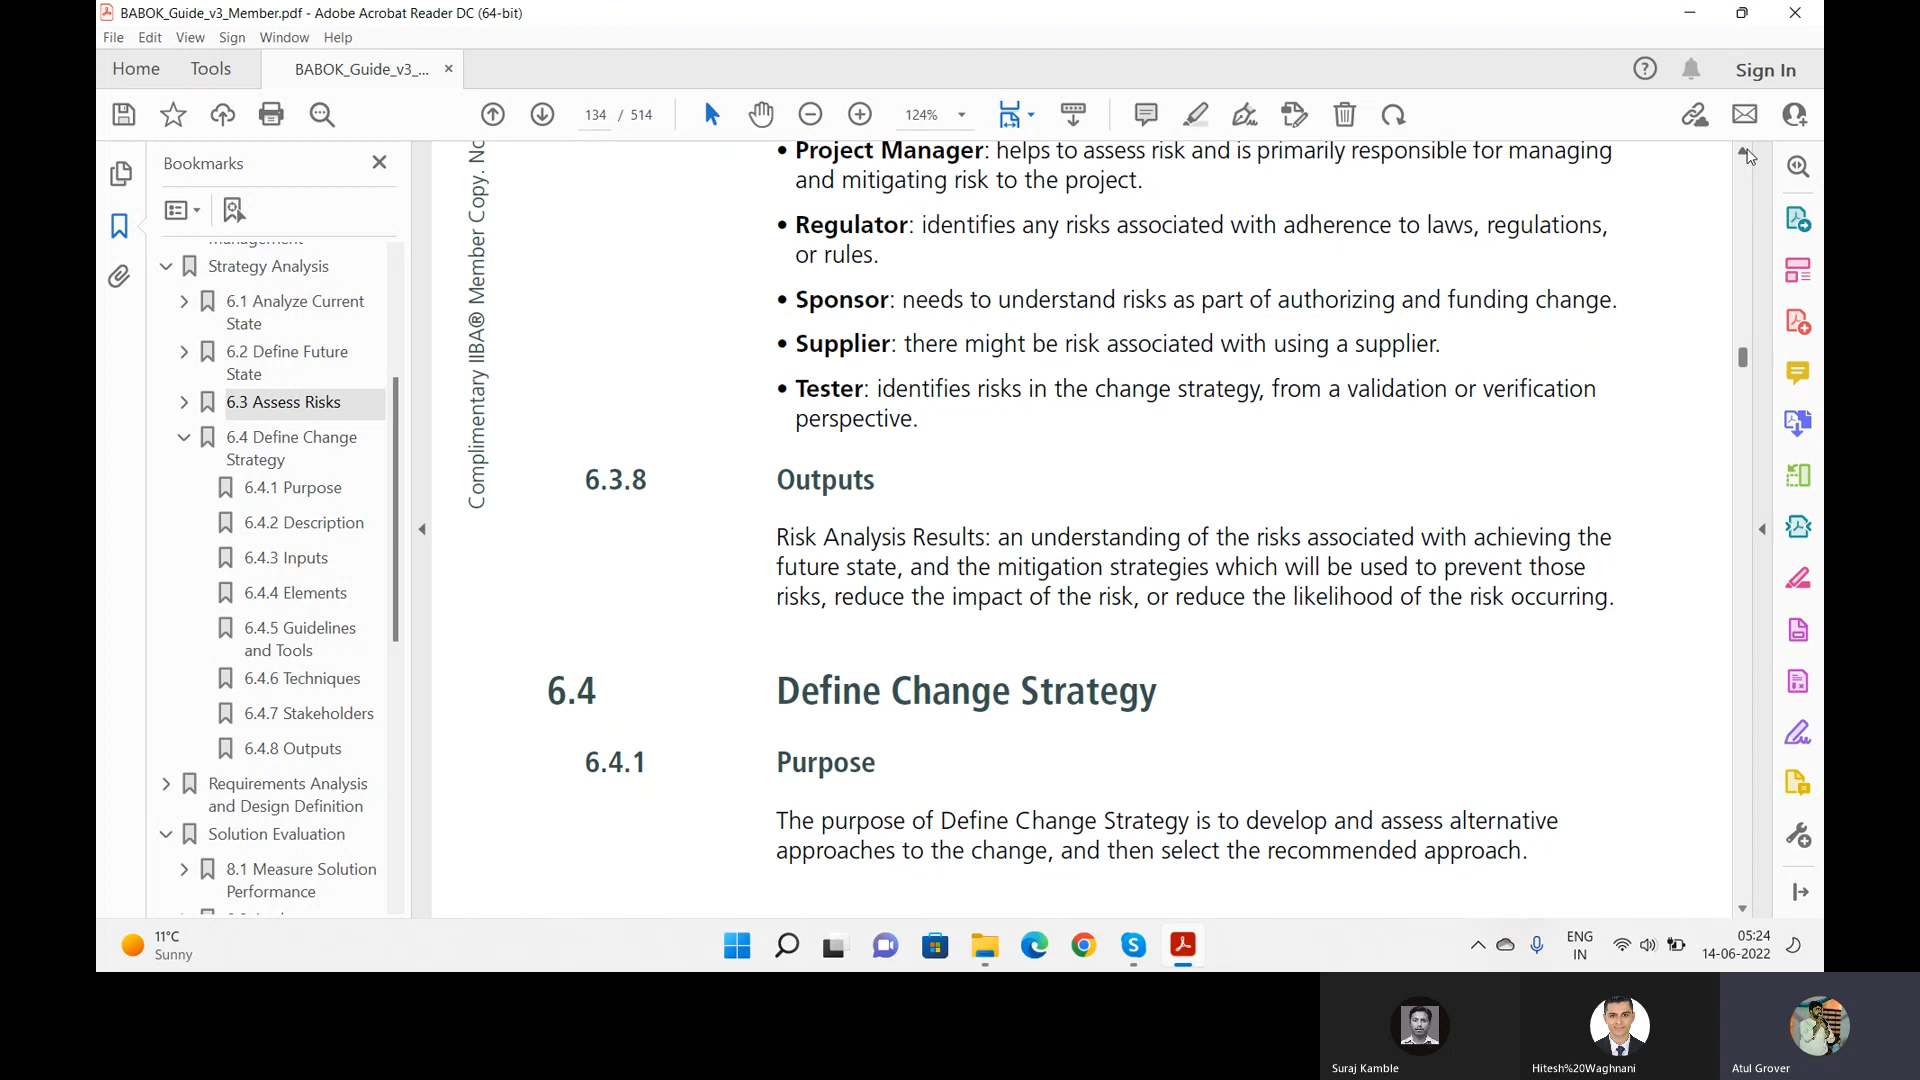 BABOK_Guide_v3_Member.pdf - Adobe Acrobat Reader DC (64-bit)
File Edit View Sign Window Help
Home Tools BABOK_Guide_v3_... × Sign In
134 / 514 124%
Bookmarks
Strategy Analysis
6.1 Analyze Current
State
6.2 Define Future
State
6.3 Assess Risks
6.4 Define Change
Strategy
6.4.1 Purpose
6.4.2 Description
6.4.3 Inputs
6.4.4 Elements
6.4.5 Guidelines
and Tools
6.4.6 Techniques
6.4.7 Stakeholders
6.4.8 Outputs
Requirements Analysis
and Design Definition
Solution Evaluation
8.1 Measure Solution
Performance
Complimentary IIBA® Member Copy. No
• Project Manager: helps to assess risk and is primarily responsible for managing
and mitigating risk to the project.
• Regulator: identifies any risks associated with adherence to laws, regulations,
or rules.
• Sponsor: needs to understand risks as part of authorizing and funding change.
• Supplier: there might be risk associated with using a supplier.
• Tester: identifies risks in the change strategy, from a validation or verification
perspective.
6.3.8 Outputs
Risk Analysis Results: an understanding of the risks associated with achieving the
future state, and the mitigation strategies which will be used to prevent those
risks, reduce the impact of the risk, or reduce the likelihood of the risk occurring.
6.4 Define Change Strategy
6.4.1 Purpose
The purpose of Define Change Strategy is to develop and assess alternative
approaches to the change, and then select the recommended approach.
11°C
Sunny
ENG
IN
05:24
14-06-2022
Suraj Kamble
Hitesh%20Waghnani
Atul Grover